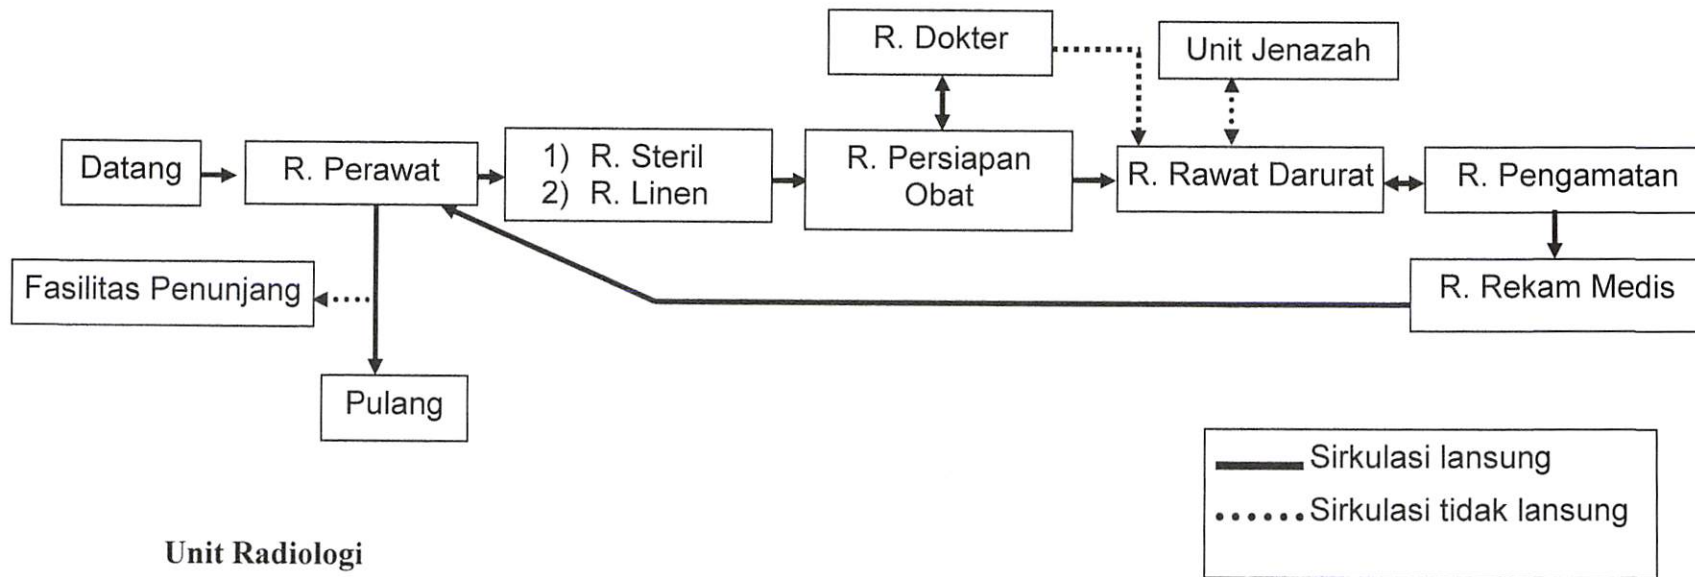 R. Dokter
Unit Jenazah
Datang
R. Perawat
1) R. Steril
2) R. Linen
R. Persiapan
Obat
R. Rawat Darurat
R. Pengamatan
Fasilitas Penunjang
R. Rekam Medis
Pulang
Sirkulasi lansung
Sirkulasi tidak lansung
Unit Radiologi